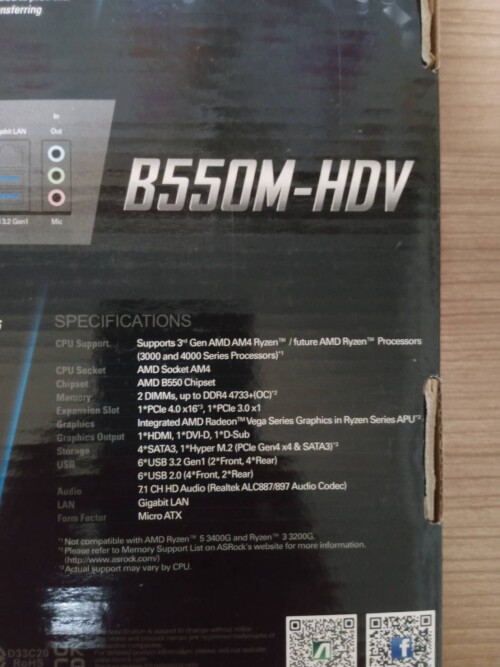 nsferring
In
Out
bit LAN
3.2 Gen1
Mic
B550M-HDV
SPECIFICATIONS
CPU Support Supports 3rd Gen AMD AM4 Ryzen™ / future AMD Ryzen™ Processors
(3000 and 4000 Series Processors)*1
CPU Socket AMD Socket AM4
Chipset AMD B550 Chipset
Memory 2 DIMMs, up to DDR4 4733+(OC)*2
Expansion Slot 1*PCIe 4.0 x16*3, 1*PCIe 3.0 x1
Graphics Integrated AMD Radeon™ Vega Series Graphics in Ryzen Series APU*2
Graphics Output 1*HDMI, 1*DVI-D, 1*D-Sub
Storage 4*SATA3, 1*Hyper M.2 (PCIe Gen4 x4 & SATA3)*3
USB 6*USB 3.2 Gen1 (2*Front, 4*Rear)
6*USB 2.0 (4*Front, 2*Rear)
Audio 7.1 CH HD Audio (Realtek ALC887/897 Audio Codec)
LAN Gigabit LAN
Form Factor Micro ATX
*1Not compatible with AMD Ryzen™ 5 3400G and Ryzen™ 3 3200G.
*2Please refer to Memory Support List on ASRock's website for more information.
(http://www.asrock.com/)
*3Actual support may vary by CPU.
D33C26
RoHS